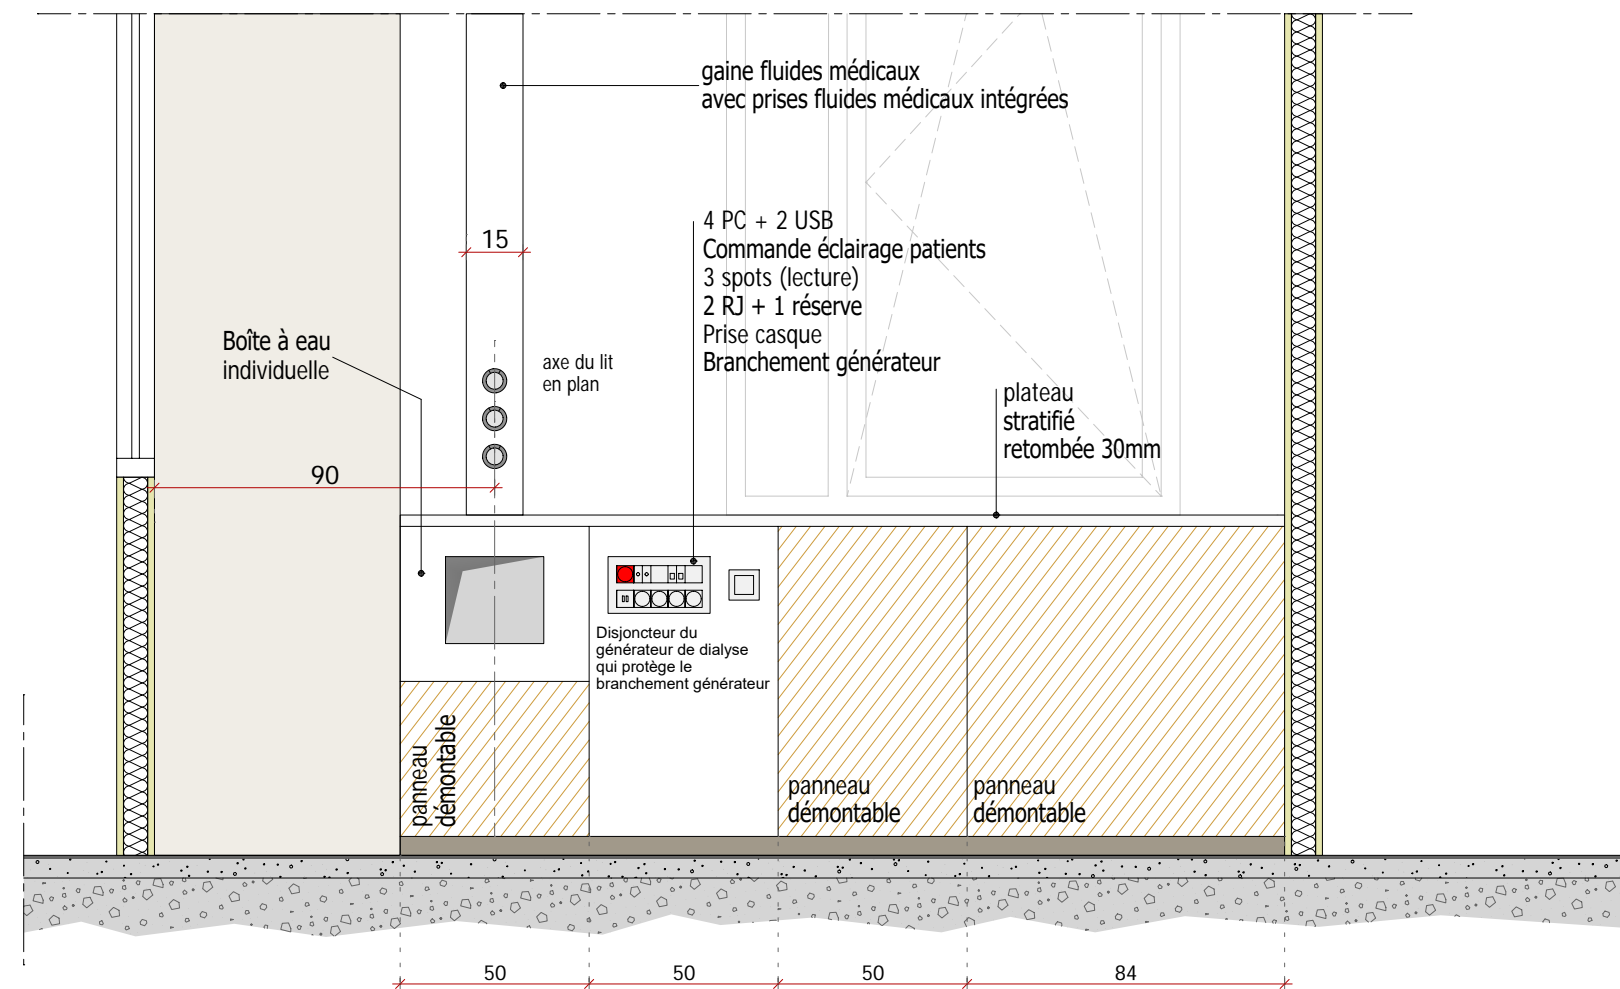 gaine fluides médicaux
avec prises fluides médicaux intégrées
15
4 PC + 2 USB
Commande éclairage patients
3 spots (lecture)
2 RJ + 1 réserve
Prise casque
Branchement générateur
Boîte à eau
individuelle
axe du lit
en plan
plateau
stratifié
retombée 30mm
90
Disjoncteur du
générateur de dialyse
qui protège le
branchement générateur
panneau
démontable
panneau
démontable
panneau
démontable
50
50
50
84